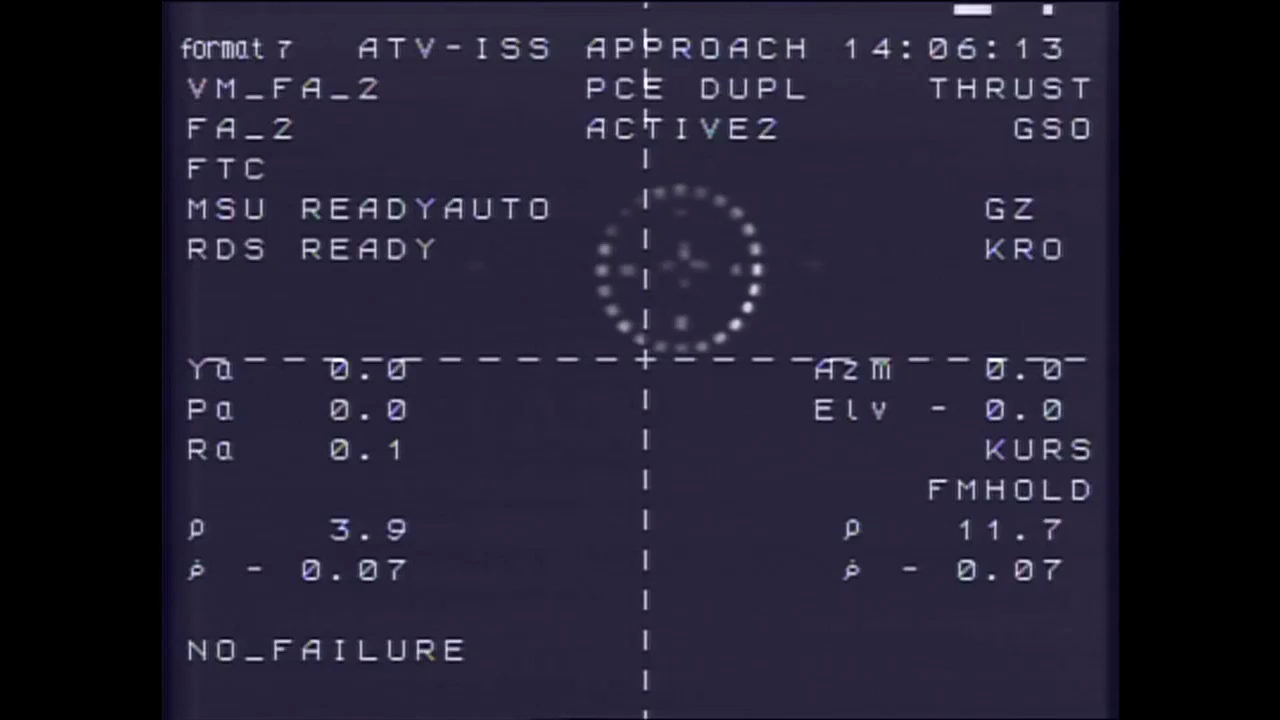 format 7 ATV-ISS APPROACH 14:06:13
VM_FA_2 PCE DUPL THRUST
FA_2 ACTIVE2 GSO
FTC
MSU READYAUTO GZ
RDS READY KRO
Ya 0.0 Azm 0.0
Pa 0.0 Elv - 0.0
Ra 0.1 KURS
FMHOLD
ρ 3.9 ρ 11.7
ρ̇ - 0.07 ρ̇ - 0.07
NO_FAILURE